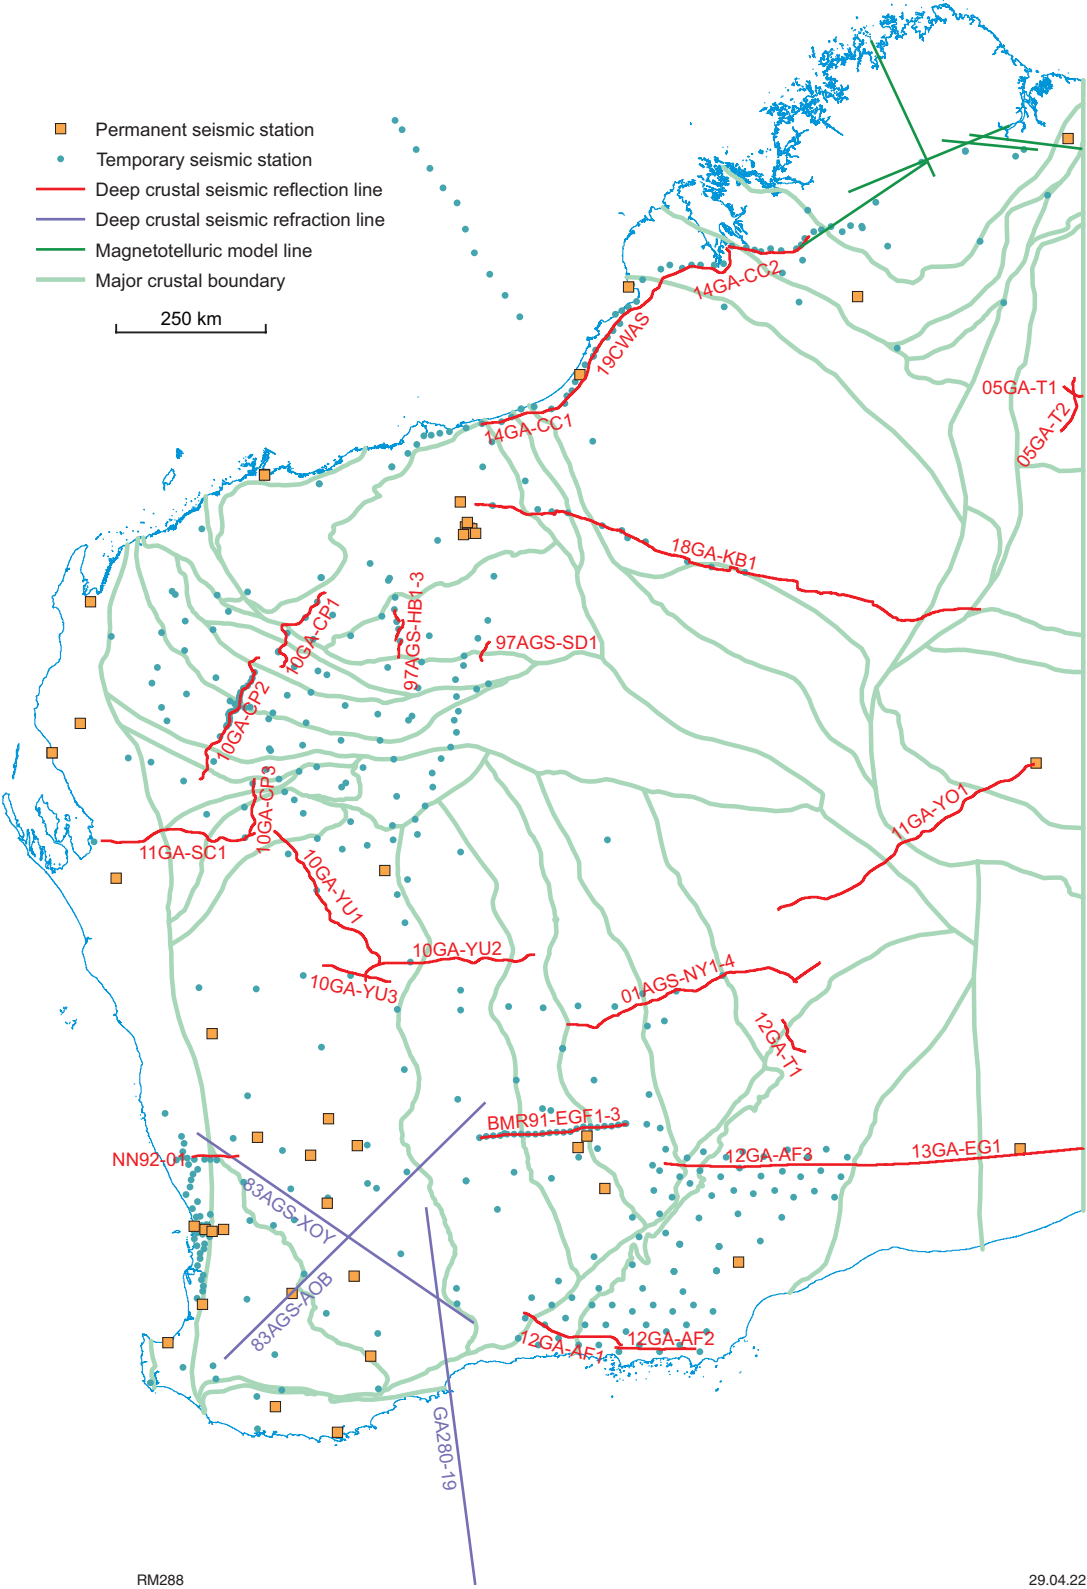 Permanent seismic station
Temporary seismic station
Deep crustal seismic reflection line
Deep crustal seismic refraction line
Magnetotelluric model line
Major crustal boundary
250 km
14GA-CC2
19CWAS
05GA-T1
05GA-T2
14GA-CC1
18GA-KB1
10GA-CP1
97AGS-HB1-3
97AGS-SD1
10GA-CP2
10GA-CP3
11GA-YO1
11GA-SC1
10GA-YU1
10GA-YU2
10GA-YU3
01AGS-NY1-4
12GA-T1
BMR91-EGF1-3
NN92-01
12GA-AF3
13GA-EG1
83AGS-XOY
83AGS-AOB
12GA-AF1
12GA-AF2
GA280-19
RM288
29.04.22